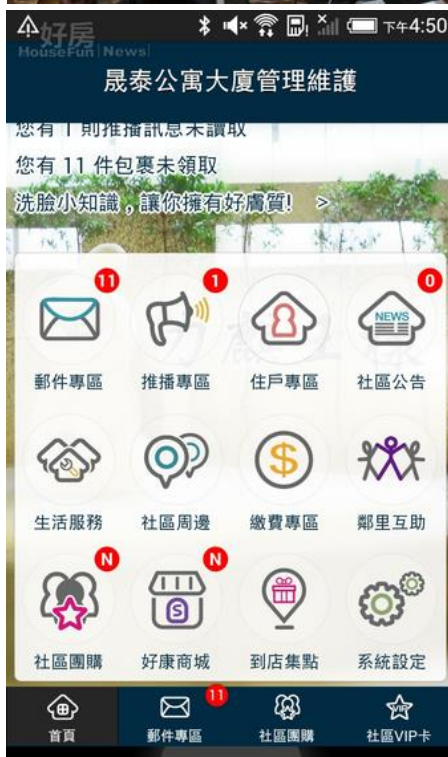 好房
HouseFun News
下午4:50
晟泰公寓大廈管理維護
您有 1 則推播訊息未讀取
您有 11 件包裹未領取
洗臉小知識，讓你擁有好膚質! >
11 1 0
NEWS
郵件專區 推播專區 住戶專區 社區公告
$
生活服務 社區周邊 繳費專區 鄰里互助
N N
S
社區團購 好康商城 到店集點 系統設定
11
VIP
首頁 郵件專區 社區團購 社區VIP卡